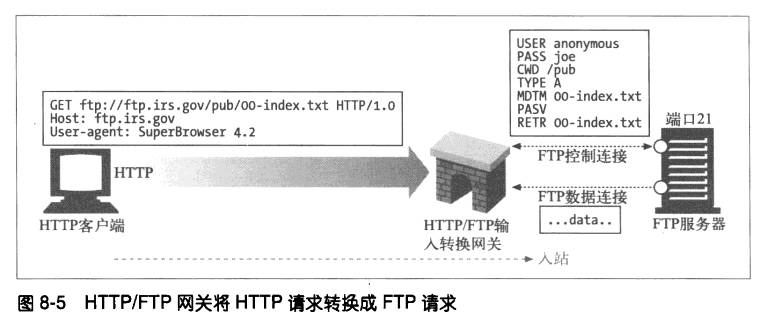 USER anonymous
PASS joe
CWD /pub
TYPE A
MDTM 00-index.txt
PASV
RETR 00-index.txt
GET ftp://ftp.irs.gov/pub/00-index.txt HTTP/1.0
Host: ftp.irs.gov
User-agent: SuperBrowser 4.2
端口21
HTTP
FTP控制连接
FTP数据连接
...data..
HTTP客户端
HTTP/FTP输
入转换网关
FTP服务器
入站
图 8-5 HTTP/FTP 网关将 HTTP 请求转换成 FTP 请求